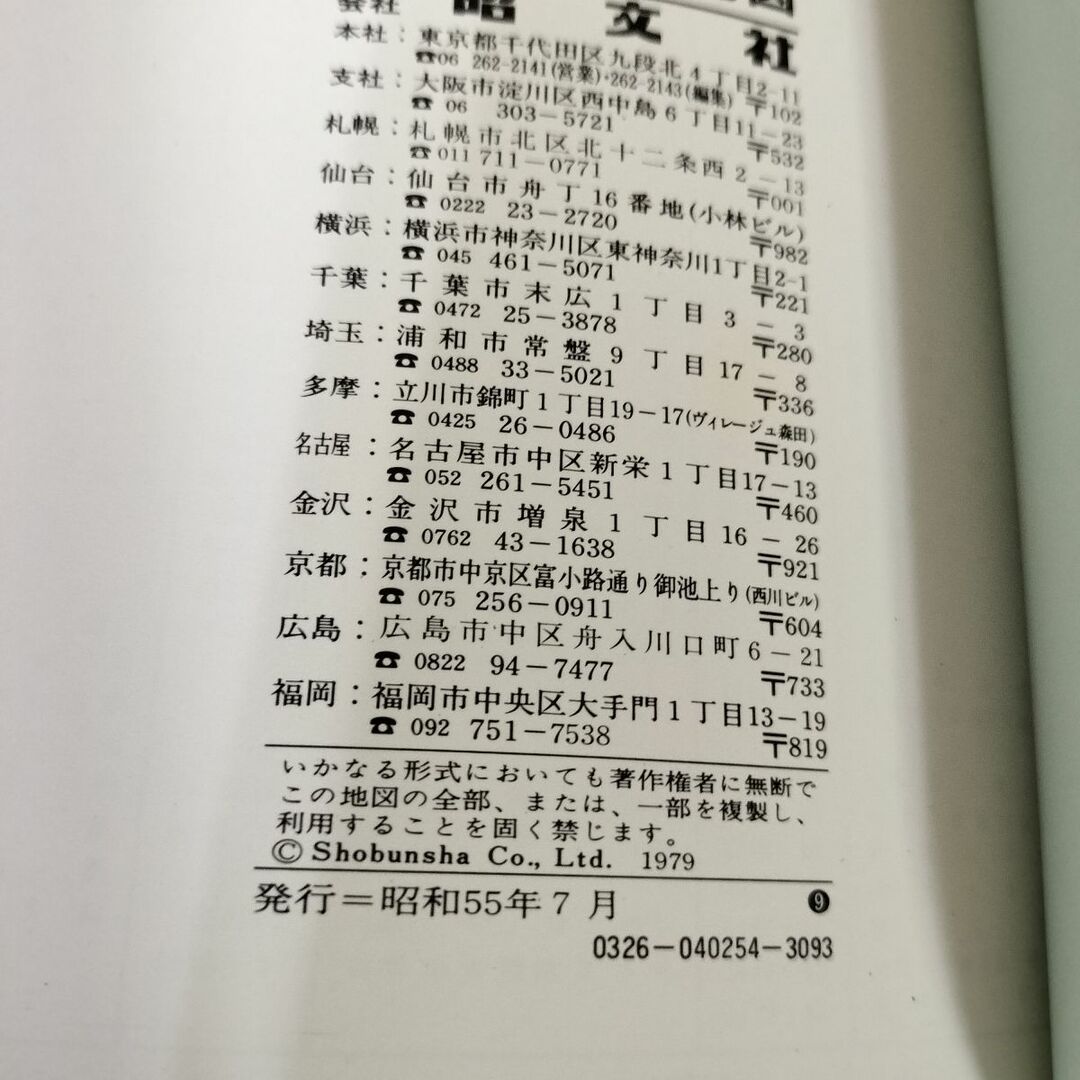 会社 昭文社
本社：東京都千代田区九段北4丁目2-11
☎06 262-2141(営業)・262-2143(編集) 〒102
支社：大阪市淀川区西中島6丁目11-23
☎ 06 303-5721 〒532
札幌：札幌市北区北十二条西2-13
☎ 011 711-0771 〒001
仙台：仙台市舟丁16番地(小林ビル)
☎ 0222 23-2720 〒982
横浜：横浜市神奈川区東神奈川1丁目2-1
☎ 045 461-5071 〒221
千葉：千葉市末広1丁目3-3
☎ 0472 25-3878 〒280
埼玉：浦和市常盤9丁目17-8
☎ 0488 33-5021 〒336
多摩：立川市錦町1丁目19-17(ヴィレージュ森田)
☎ 0425 26-0486 〒190
名古屋：名古屋市中区新栄1丁目17-13
☎ 052 261-5451 〒460
金沢：金沢市増泉1丁目16-26
☎ 0762 43-1638 〒921
京都：京都市中京区富小路通り御池上り(西川ビル)
☎ 075 256-0911 〒604
広島：広島市中区舟入川口町6-21
☎ 0822 94-7477 〒733
福岡：福岡市中央区大手門1丁目13-19
☎ 092 751-7538 〒819
いかなる形式においても著作権者に無断で
この地図の全部、または、一部を複製し、
利用することを固く禁じます。
Ⓒ Shobunsha Co., Ltd. 1979
発行＝昭和55年7月 ❾
0326-040254-3093